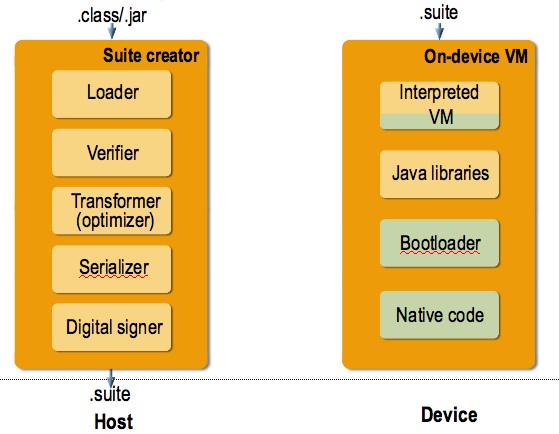 .class/.jar
Suite creator
Loader
Verifier
Transformer
(optimizer)
Serializer
Digital signer
.suite
Host
.suite
On-device VM
Interpreted
VM
Java libraries
Bootloader
Native code
Device